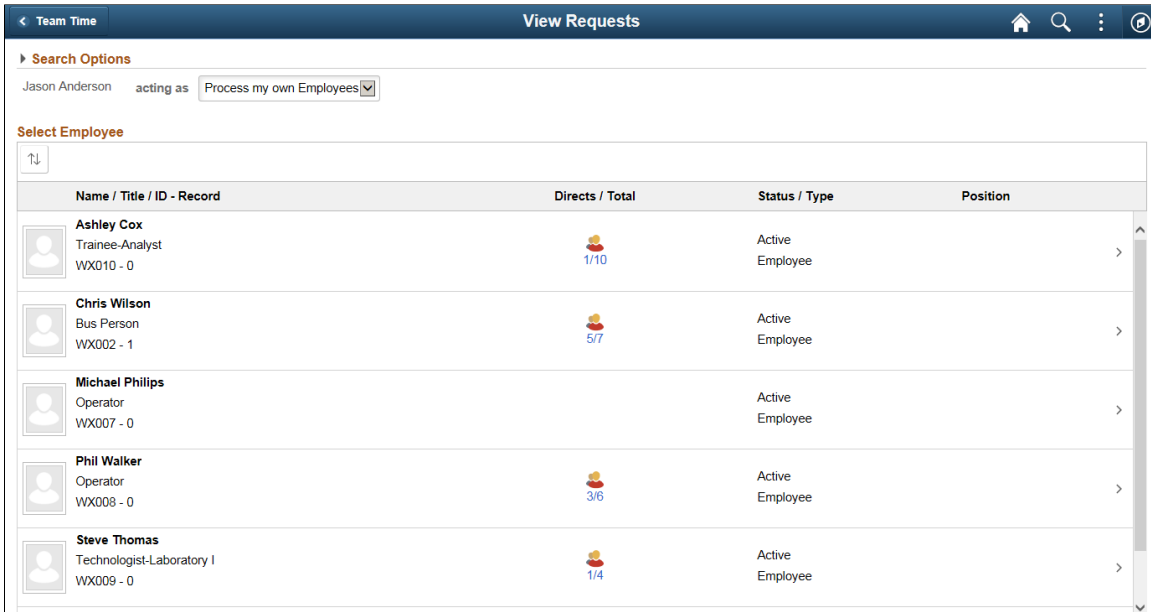 Team Time
View Requests
Search Options
Jason Anderson acting as Process my own Employees
Select Employee
Name / Title / ID - Record Directs / Total Status / Type Position
Ashley Cox
Trainee-Analyst
WX010 - 0
1/10
Active
Employee
Chris Wilson
Bus Person
WX002 - 1
5/7
Active
Employee
Michael Philips
Operator
WX007 - 0
Active
Employee
Phil Walker
Operator
WX008 - 0
3/6
Active
Employee
Steve Thomas
Technologist-Laboratory I
WX009 - 0
1/4
Active
Employee